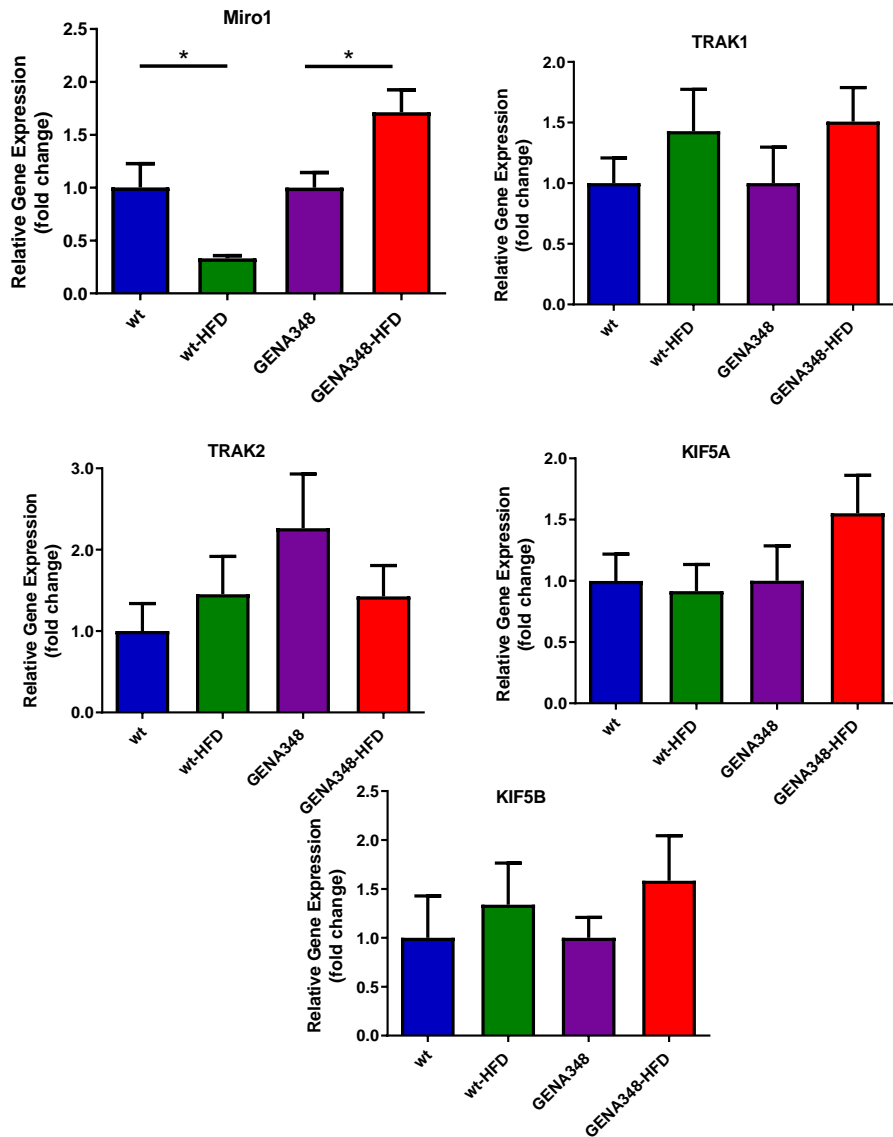 Miro1
Relative Gene Expression
(fold change)
2.5
2.0
1.5
1.0
0.5
0.0
*
*
wt
wt-HFD
GENA348
GENA348-HFD
TRAK1
Relative Gene Expression
(fold change)
2.0
1.5
1.0
0.5
0.0
wt
wt-HFD
GENA348
GENA348-HFD
TRAK2
Relative Gene Expression
(fold change)
3.0
2.0
1.0
0.0
wt
wt-HFD
GENA348
GENA348-HFD
KIF5A
Relative Gene Expression
(fold change)
2.0
1.5
1.0
0.5
0.0
wt
wt-HFD
GENA348
GENA348-HFD
KIF5B
Relative Gene Expression
(fold change)
2.5
2.0
1.5
1.0
0.5
0.0
wt
wt-HFD
GENA348
GENA348-HFD